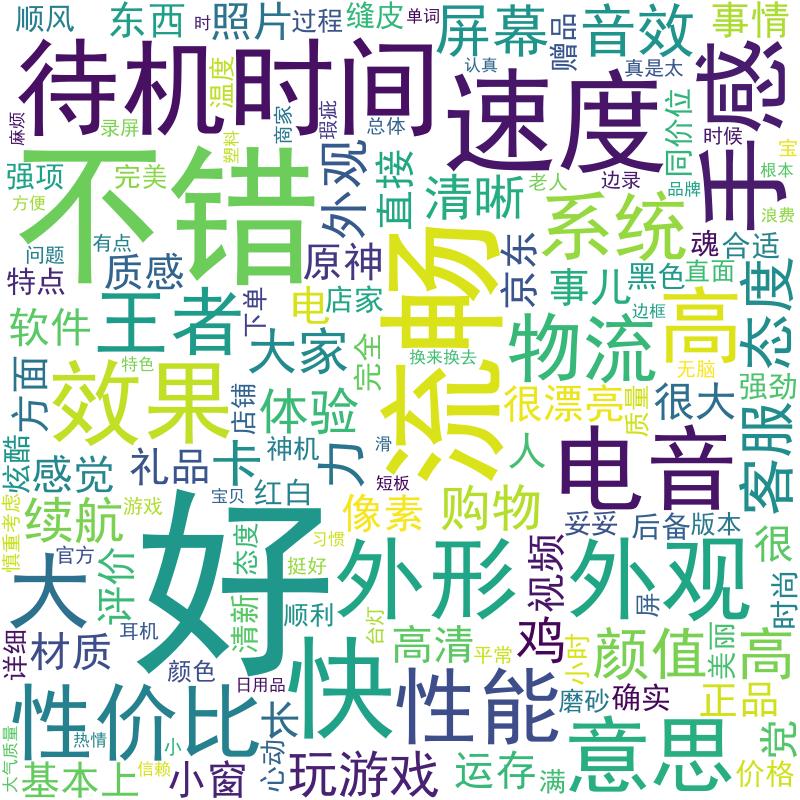 顺风
东西
时
照片
过程
缝皮
单词
屏幕
赠品
音效
事情
待机时间
温度
认真
真是太
速度
手感
麻烦
录屏
商家
瑕疵
总体
塑料
同价位
时候
宝
强项
完美
不错
外观
直接
清晰
老人
边录
品牌
根本
方便
系统
浪费
问题
有点
质感
原神
流畅
京东
魂
合适
特点
下单
电
店家
事儿
黑色
直面
态度
软件
王者
大家
完全
换来换去
物流
边框
高
特色
无脑
方面
效果
店铺
体验
很漂亮
质量
很大
强劲
炫酷
感觉
礼品
卡
神机
力
滑
人
电音
客服
短板
慎重考虑
续航
游戏
宝贝
红白
像素
购物
妥妥
后备
版本
好
态度
习惯
很
大
官方
评价
挺好
外形
视频
外观
屏
时尚
耳机
清新
顺利
台灯
详细
材质
颜色
快
高清
平常
鸡
小时
颜值
美丽
高
日用品
性价比
性能
磨砂
确实
正品
大气质量
热情
小
心动
长
意思
党
基本上
信赖
小窗
玩游戏
运存
满
价格